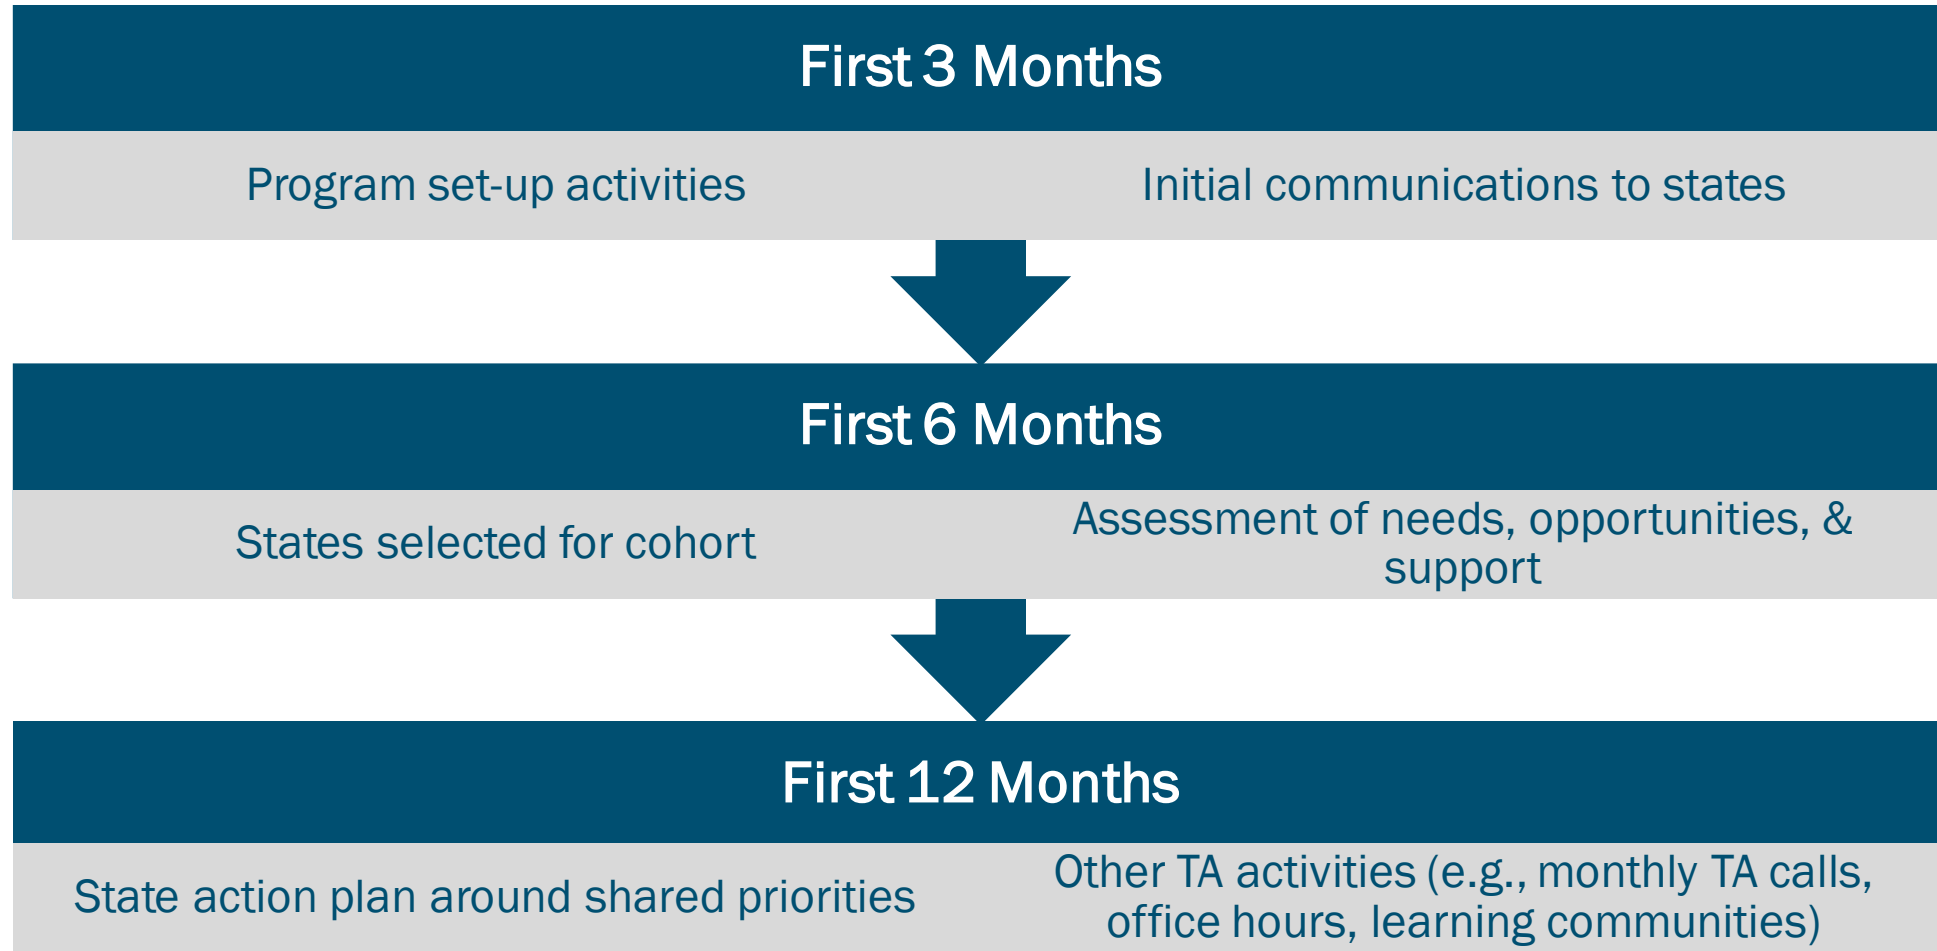 First 3 Months
Program set-up activities
Initial communications to states
First 6 Months
States selected for cohort
Assessment of needs, opportunities, &
support
First 12 Months
State action plan around shared priorities
Other TA activities (e.g., monthly TA calls,
office hours, learning communities)